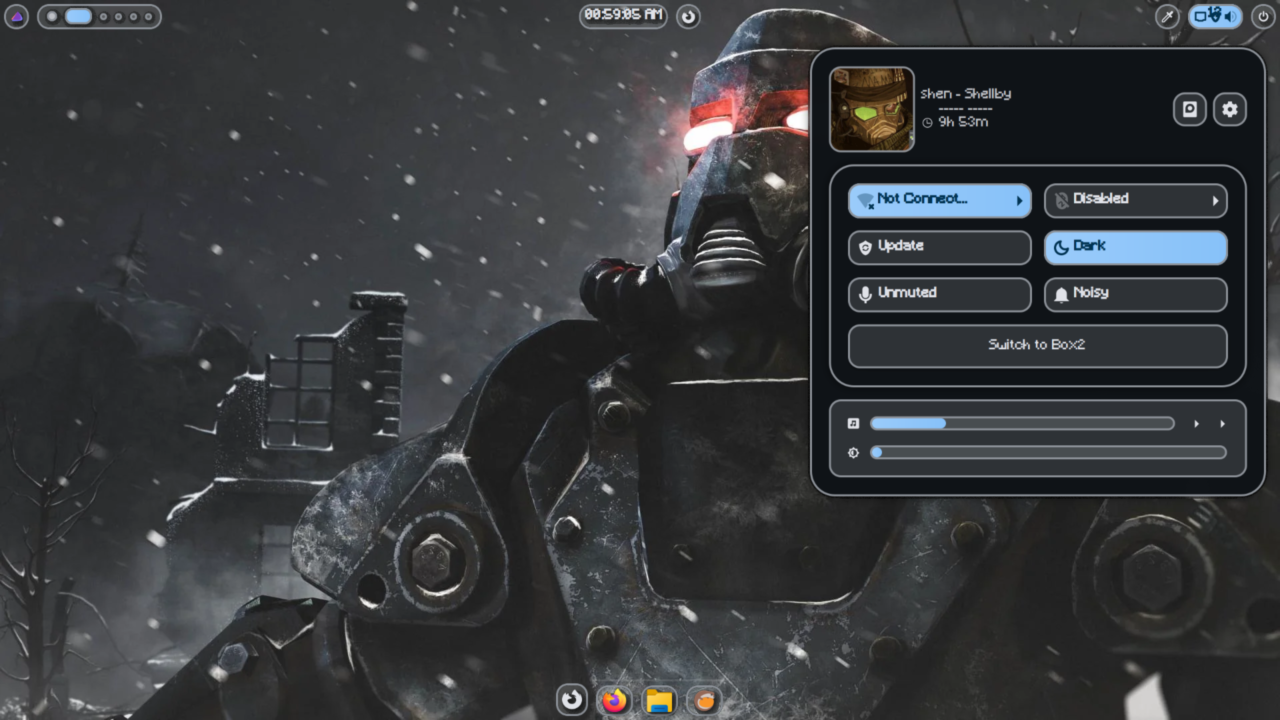 00:59:05 AM
shen - Shellby
----- -----
9h 53m
Not Connect...
Disabled
Update
Dark
Unmuted
Noisy
Switch to Box2